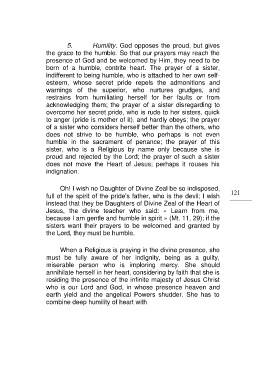 5. Humility. God opposes the proud, but gives
the grace to the humble. So that our prayers may reach the
presence of God and be welcomed by Him, they need to be
born of a humble, contrite heart. The prayer of a sister,
indifferent to being humble, who is attached to her own self-
esteem, whose secret pride repels the admonitions and
warnings of the superior, who nurtures grudges, and
restrains from humiliating herself for her faults or from
acknowledging them; the prayer of a sister disregarding to
overcome her secret pride, who is rude to her sisters, quick
to anger (pride is mother of it), and hardly obeys; the prayer
of a sister who considers herself better than the others, who
does not strive to be humble, who perhaps is not even
humble in the sacrament of penance; the prayer of this
sister, who is a Religious by name only because she is
proud and rejected by the Lord; the prayer of such a sister
does not move the Heart of Jesus; perhaps it rouses his
indignation.
Oh! I wish no Daughter of Divine Zeal be so indisposed,
full of the spirit of the pride's father, who is the devil; I wish
instead that they be Daughters of Divine Zeal of the Heart of
Jesus, the divine teacher who said: « Learn from me,
because I am gentle and humble in spirit » (Mt. 11, 29); if the
sisters want their prayers to be welcomed and granted by
the Lord, they must be humble.
121
When a Religious is praying in the divine presence, she
must be fully aware of her indignity, being as a guilty,
miserable person who is imploring mercy. She should
annihilate herself in her heart, considering by faith that she is
residing the presence of the infinite majesty of Jesus Christ
who is our Lord and God, in whose presence heaven and
earth yield and the angelical Powers shudder. She has to
combine deep humility of heart with